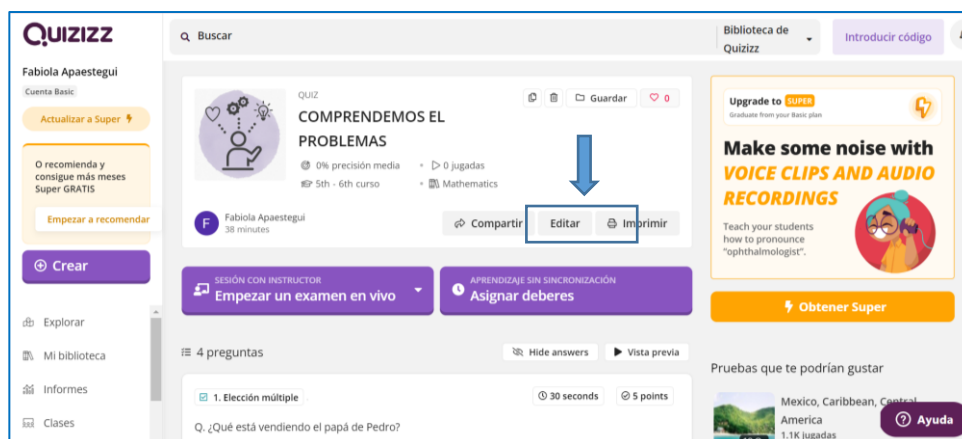 QUIZIZZ
Fabiola Apaestegui
Cuenta Basic
Actualizar a Super
O recomienda y
consigue más meses
Super GRATIS
Empezar a recomendar
Crear
Explorar
Mi biblioteca
Informes
Clases
Buscar
Biblioteca de
Quizizz
Introducir código
QUIZ
COMPRENDEMOS EL
PROBLEMAS
Guardar
0
0% precisión media
0 jugadas
5th - 6th curso
Mathematics
F
Fabiola Apaestegui
38 minutes
Compartir
Editar
Imprimir
SESIÓN CON INSTRUCTOR
Empezar un examen en vivo
APRENDIZAJE SIN SINCRONIZACIÓN
Asignar deberes
4 preguntas
Hide answers
Vista previa
1. Elección múltiple
30 seconds
5 points
Q. ¿Qué está vendiendo el papá de Pedro?
Upgrade to SUPER
Graduate from your Basic plan
Make some noise with
VOICE CLIPS AND AUDIO
RECORDINGS
Teach your students
how to pronounce
"ophthalmologist".
Obtener Super
Pruebas que te podrían gustar
Mexico, Caribbean, Central
America
1.1K jugadas
Ayuda